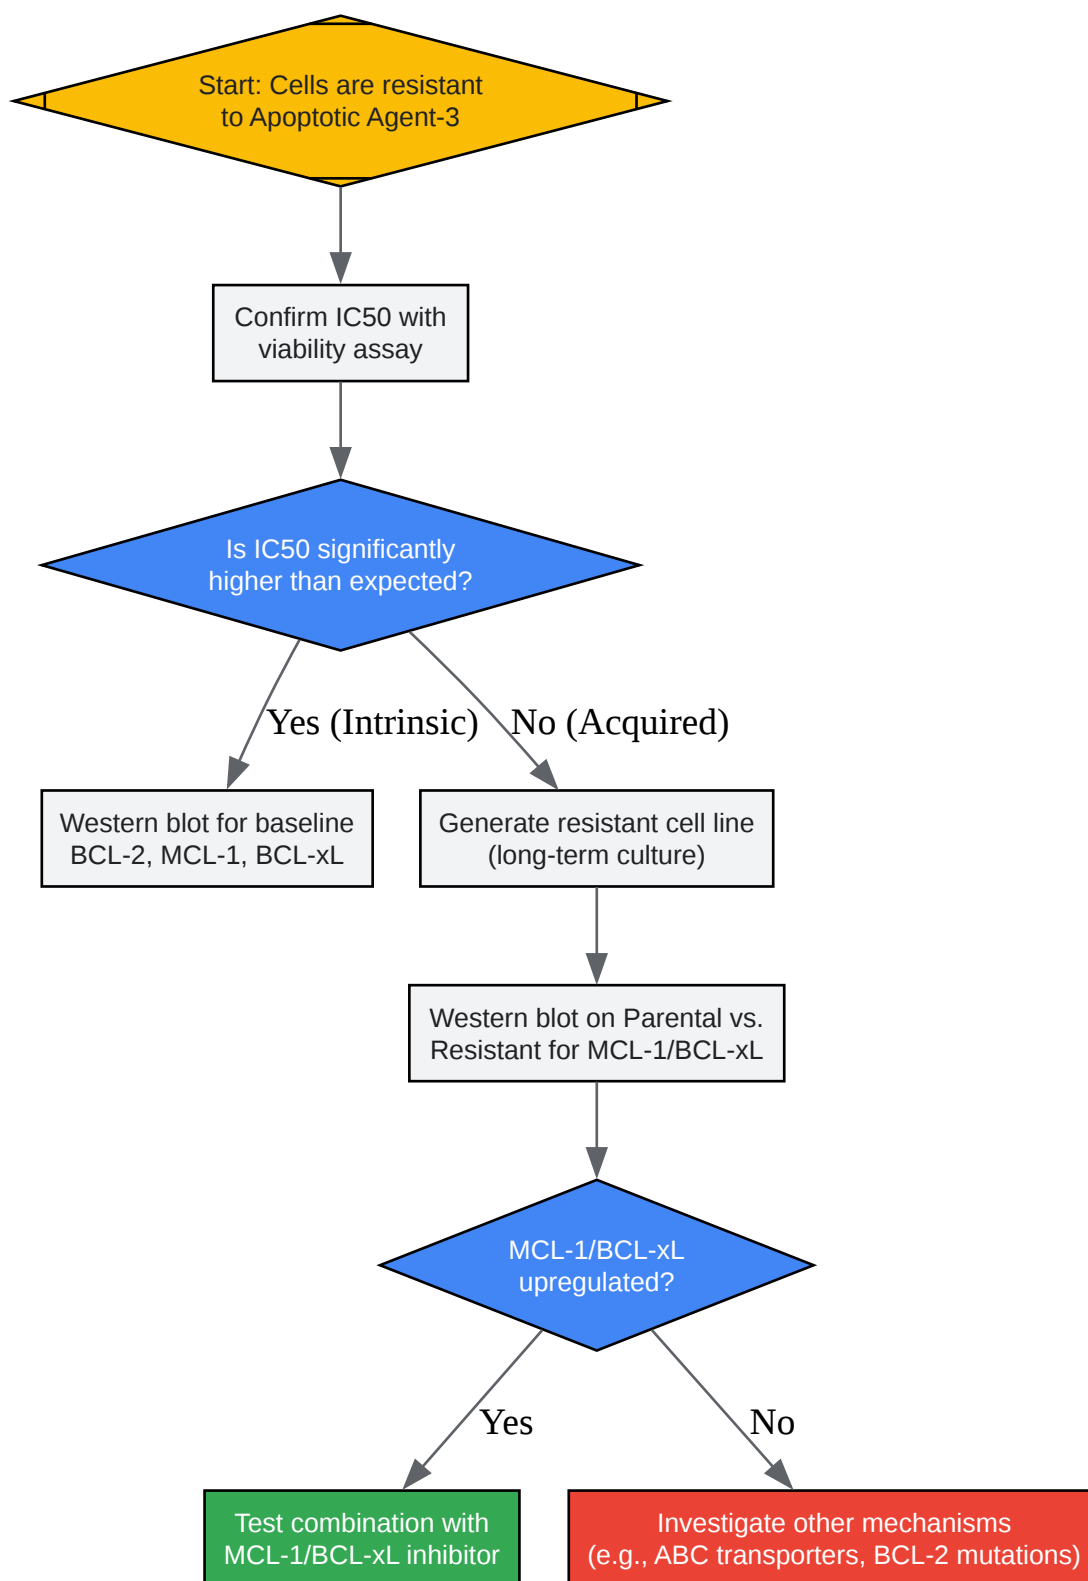 Start: Cells are resistant
to Apoptotic Agent-3
Confirm IC50 with
viability assay
Is IC50 significantly
higher than expected?
Yes (Intrinsic)
No (Acquired)
Western blot for baseline
BCL-2, MCL-1, BCL-xL
Generate resistant cell line
(long-term culture)
Western blot on Parental vs.
Resistant for MCL-1/BCL-xL
MCL-1/BCL-xL
upregulated?
Yes
No
Test combination with
MCL-1/BCL-xL inhibitor
Investigate other mechanisms
(e.g., ABC transporters, BCL-2 mutations)